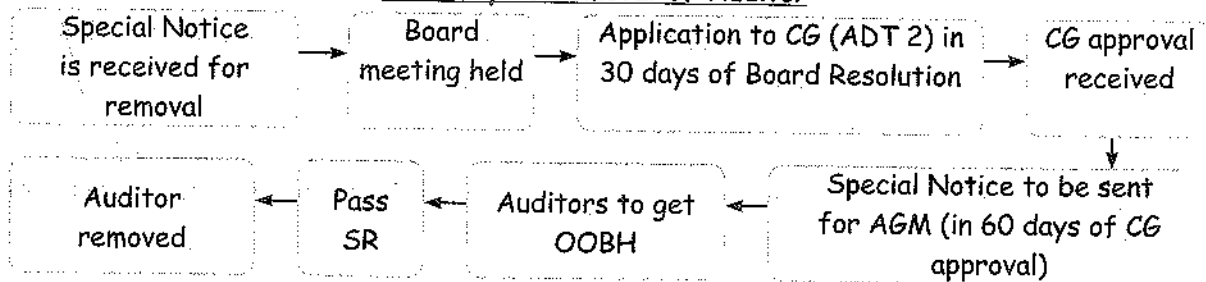 Special Notice
is received for
removal
Board
meeting held
Application to CG (ADT 2) in
30 days of Board Resolution
CG approval
received
Special Notice to be sent
for AGM (in 60 days of CG
approval)
Auditors to get
OOBH
Pass
SR
Auditor
removed